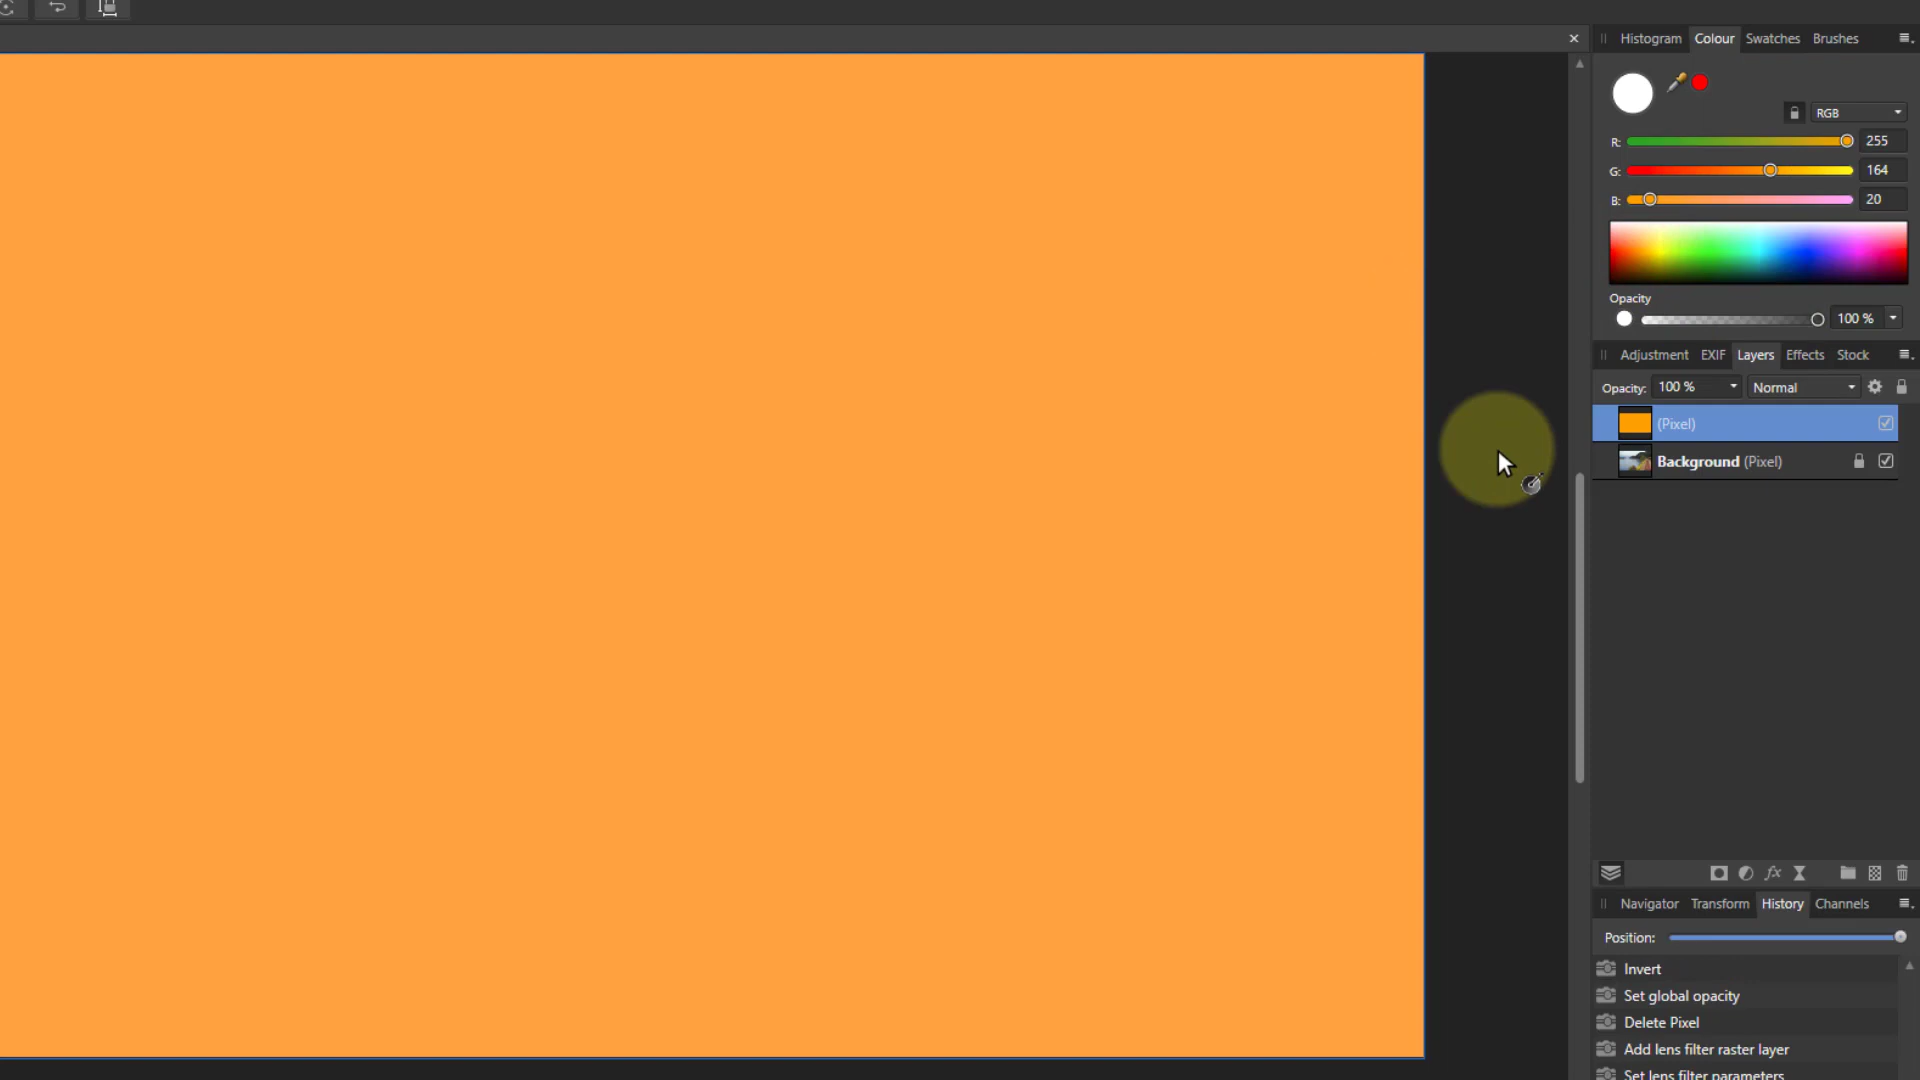 Histogram Colour Swatches Brushes
RGB
R: 255
G: 164
B: 20
Opacity
100 %
Adjustment EXIF Layers Effects Stock
Opacity: 100 % Normal
(Pixel)
Background (Pixel)
fx
Navigator Transform History Channels
Position:
Invert
Set global opacity
Delete Pixel
Add lens filter raster layer
Set lens filter parameters